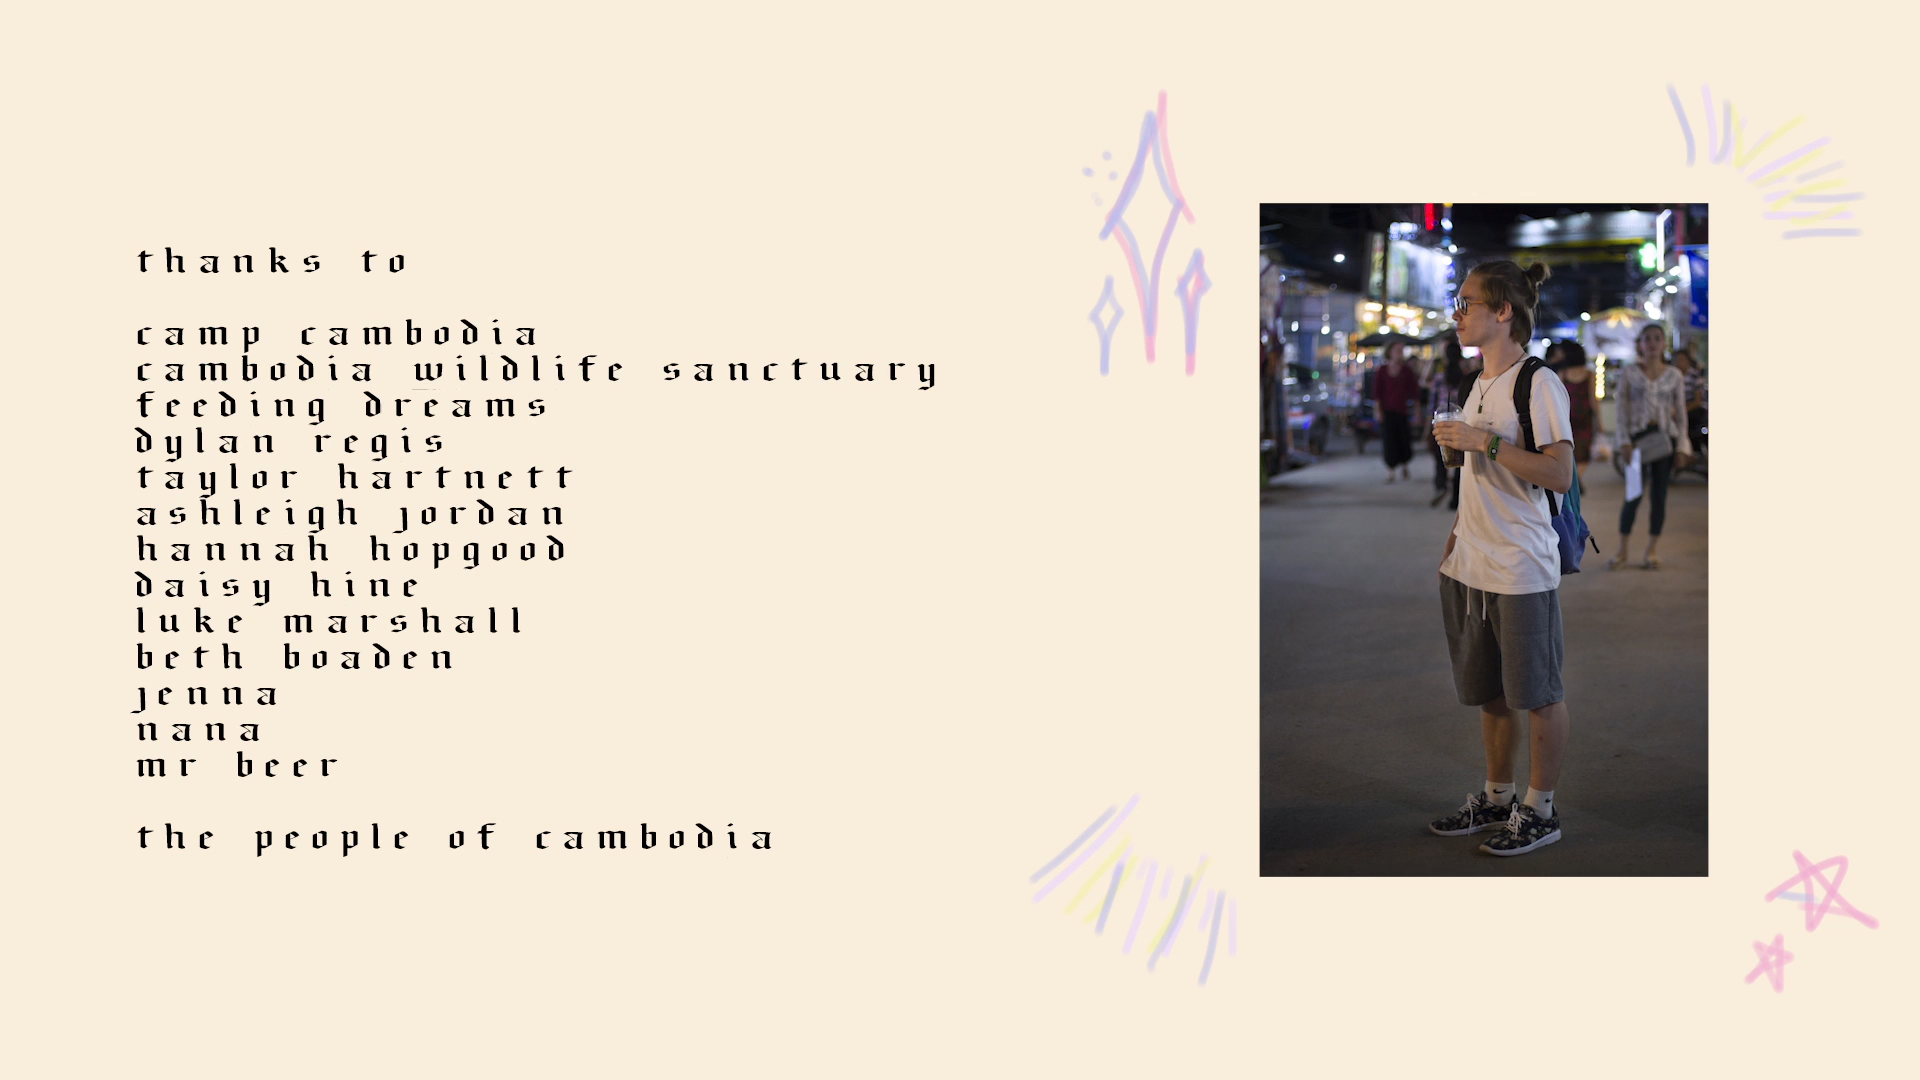 thanks to
camp cambodia
cambodia wildlife sanctuary
feeding dreams
dylan regis
taylor hartnett
ashleigh jordan
hannah hopgood
daisy hine
luke marshall
beth boaden
jenna
nana
mr beer
the people of cambodia